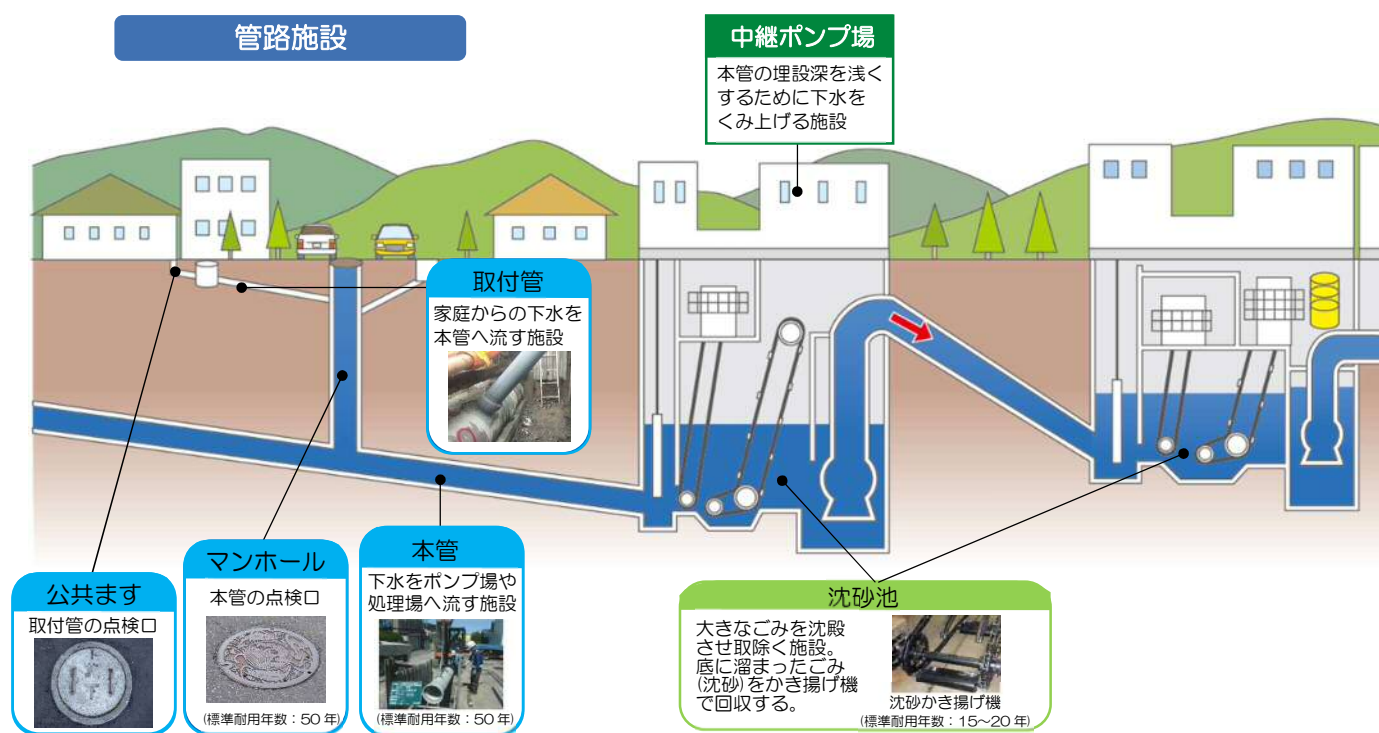 管路施設
中継ポンプ場
本管の埋設深を浅く
するために下水を
くみ上げる施設
取付管
家庭からの下水を
本管へ流す施設
公共ます
取付管の点検口
マンホール
本管の点検口
(標準耐用年数：50 年)
本管
下水をポンプ場や
処理場へ流す施設
(標準耐用年数：50 年)
沈砂池
大きなごみを沈殿
させ取除く施設。
底に溜まったごみ
(沈砂)をかき揚げ機
で回収する。
沈砂かき揚げ機
(標準耐用年数：15～20 年)